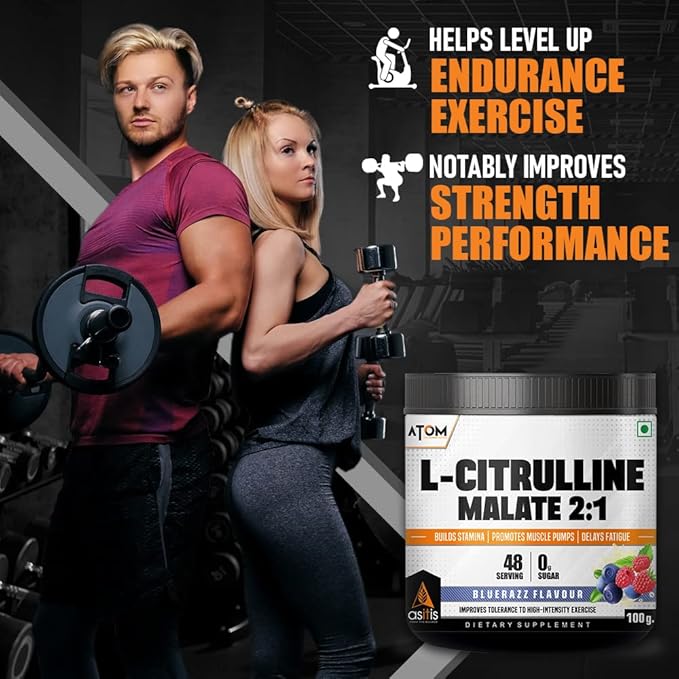 HELPS LEVEL UP
ENDURANCE
EXERCISE
NOTABLY IMPROVES
STRENGTH
PERFORMANCE
ATOM
L-CITRULLINE
MALATE 2:1
BUILDS STAMINA | PROMOTES MUSCLE PUMPS | DELAYS FATIGUE
48 SERVING | 0g SUGAR
BLUERAZZ FLAVOUR
IMPROVES TOLERANCE TO HIGH-INTENSITY EXERCISE
asitis
100g.
DIETARY SUPPLEMENT